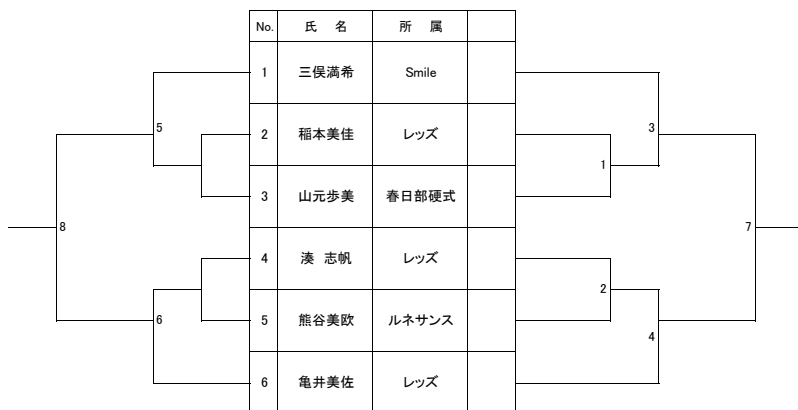 No. 氏 名 所 属
1 三俣満希 Smile
5 3
2 稲本美佳 レッズ
1
3 山元歩美 春日部硬式
8 7
4 湊 志帆 レッズ
2
6 5 熊谷美欧 ルネサンス
4
6 亀井美佐 レッズ